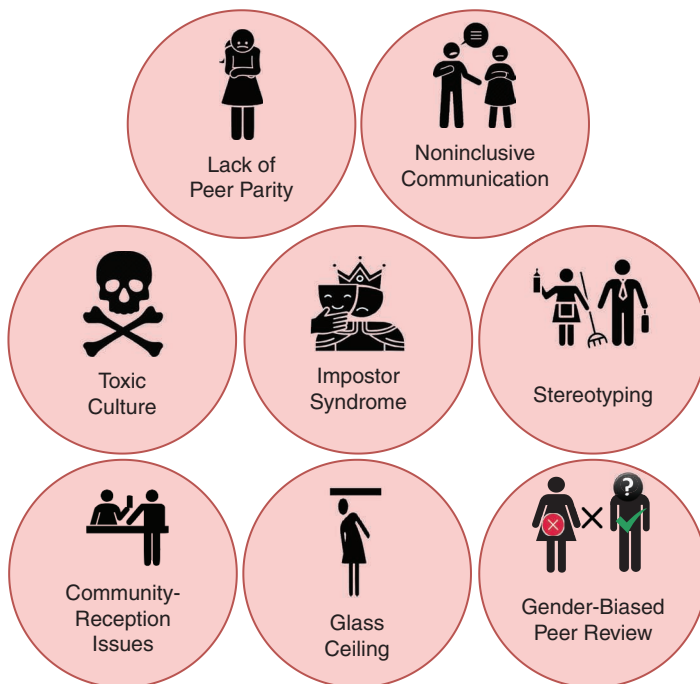 Lack of
Peer Parity
Noninclusive
Communication
Toxic
Culture
Impostor
Syndrome
Stereotyping
Community-
Reception
Issues
Glass
Ceiling
?
Gender-Biased
Peer Review